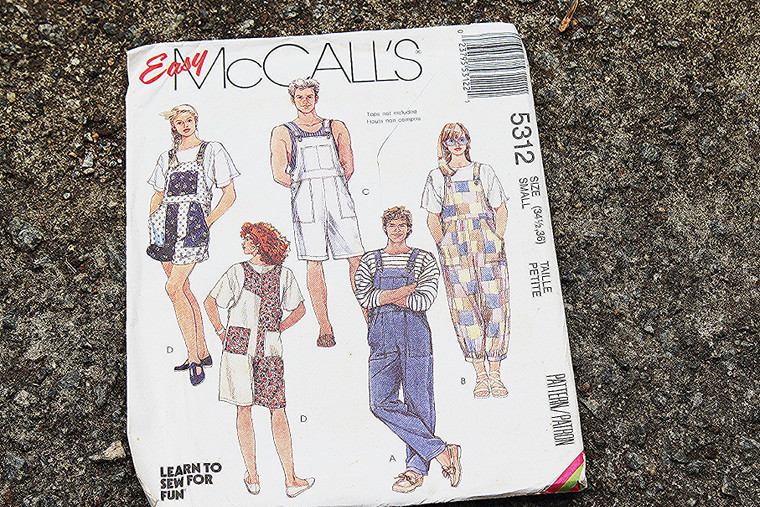 Easy
McCALL'S
5312
SIZE (34½,36) TAILLE
SMALL PETITE
Tops not included
Hauts non compris
C
D
B
D
A
PATTERN/PATRON
LEARN TO
SEW FOR
FUN